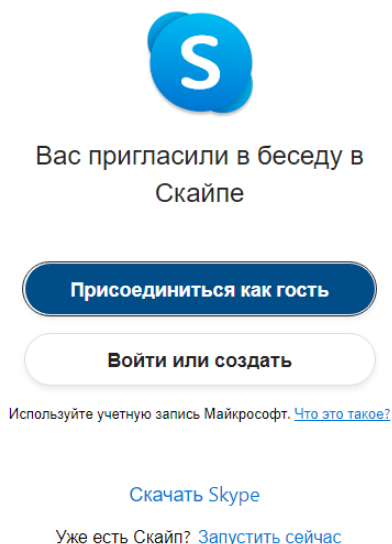 S
Вас пригласили в беседу в
Скайпе
Присоединиться как гость
Войти или создать
Используйте учетную запись Майкрософт. Что это такое?
Скачать Skype
Уже есть Скайп? Запустить сейчас